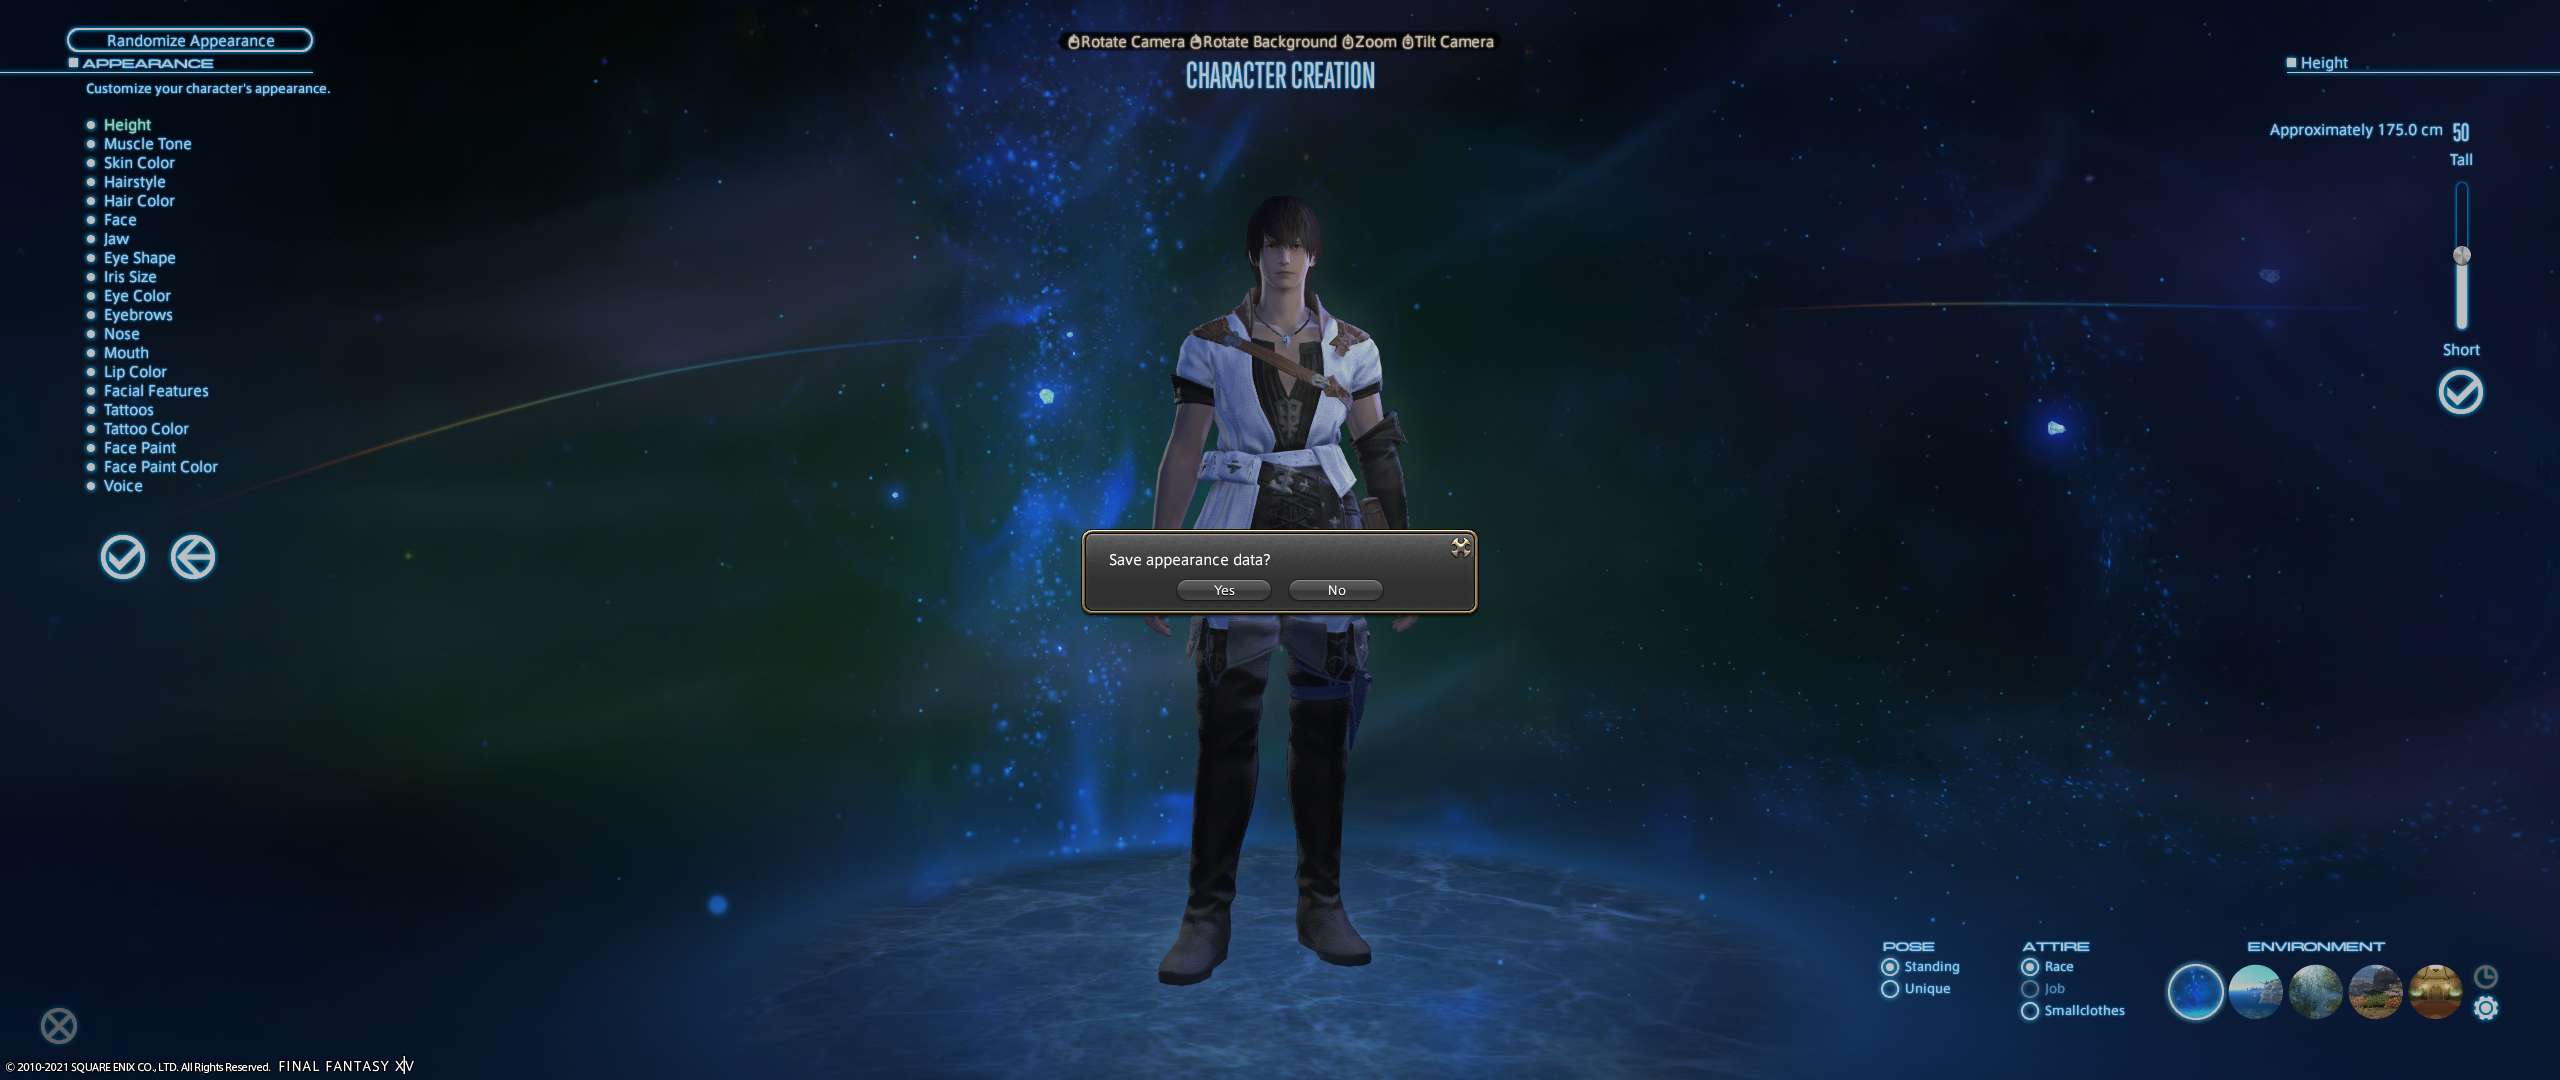 Randomize Appearance
APPEARANCE
Customize your character's appearance.
Height
Muscle Tone
Skin Color
Hairstyle
Hair Color
Face
Jaw
Eye Shape
Iris Size
Eye Color
Eyebrows
Nose
Mouth
Lip Color
Facial Features
Tattoos
Tattoo Color
Face Paint
Face Paint Color
Voice
Rotate Camera Rotate Background Zoom Tilt Camera
CHARACTER CREATION
Height
Approximately 175.0 cm 50
Tall
Short
Save appearance data?
Yes No
POSE
Standing
Unique
ATTIRE
Race
Job
Smallclothes
ENVIRONMENT
© 2010-2021 SQUARE ENIX CO., LTD. All Rights Reserved. FINAL FANTASY XIV